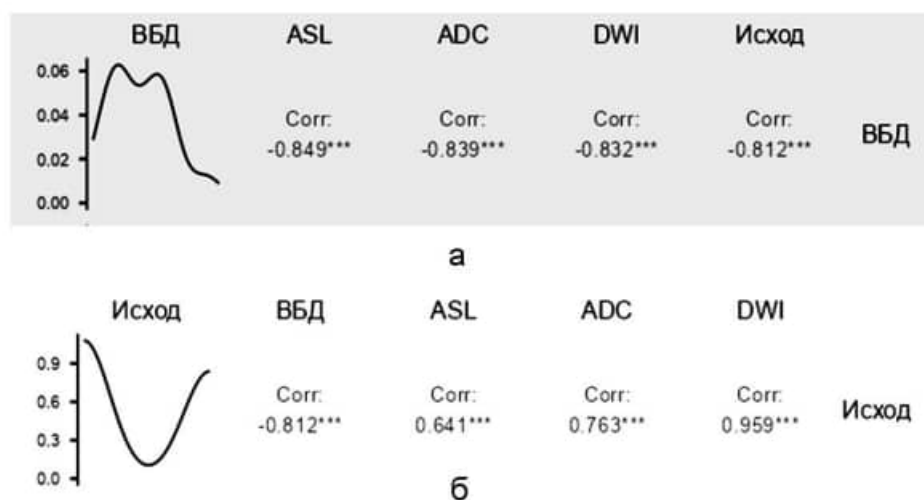 ВБД ASL ADC DWI Исход
0.06
0.04
0.02
0.00
Corr: Corr: Corr: Corr:
-0.849*** -0.839*** -0.832*** -0.812***
ВБД
а
Исход ВБД ASL ADC DWI
0.9
0.6
0.3
0.0
Corr: Corr: Corr: Corr:
-0.812*** 0.641*** 0.763*** 0.959***
Исход
б